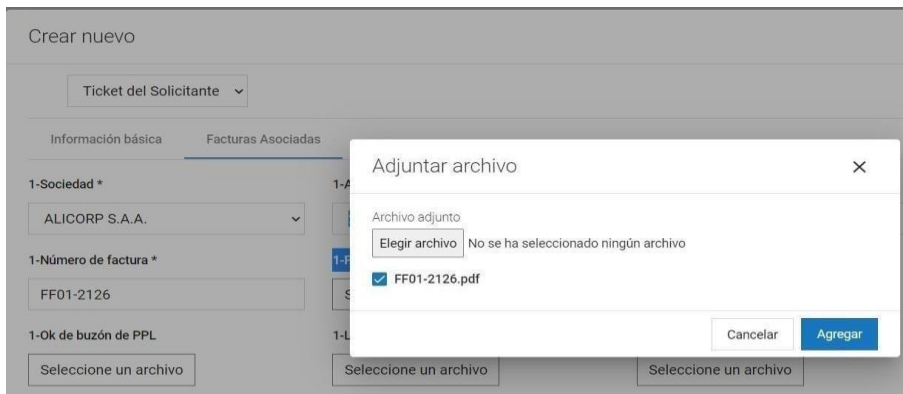 Crear nuevo
Ticket del Solicitante
Información básica Facturas Asociadas
1-Sociedad *
ALICORP S.A.A.
1-Número de factura *
FF01-2126
1-Ok de buzón de PPL
Seleccione un archivo
Seleccione un archivo
Seleccione un archivo
Adjuntar archivo
Archivo adjunto
Elegir archivo No se ha seleccionado ningún archivo
FF01-2126.pdf
Cancelar Agregar